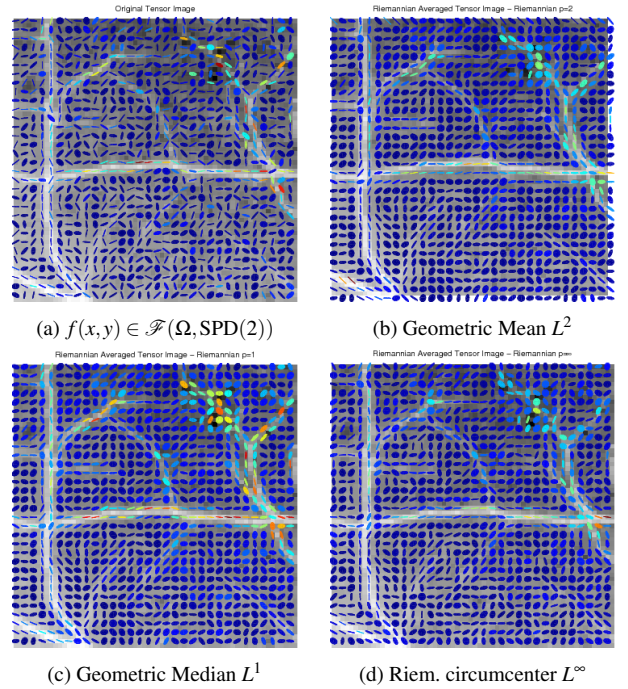 Original Tensor Image
Riemannian Averaged Tensor Image – Riemannian p=2
(a) f(x,y) ∈ ℱ(Ω,SPD(2))
(b) Geometric Mean L²
Riemannian Averaged Tensor Image – Riemannian p=1
Riemannian Averaged Tensor Image – Riemannian p=∞
(c) Geometric Median L¹
(d) Riem. circumcenter L^∞